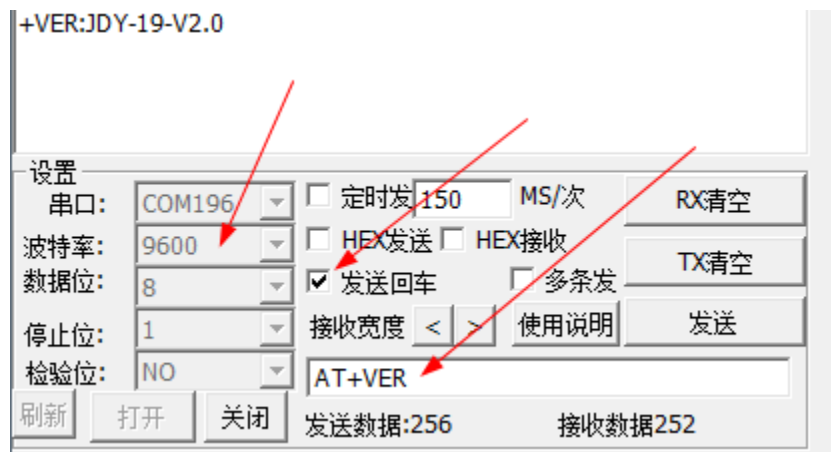 +VER:JDY-19-V2.0
设置
串口: COM196 定时发 150 MS/次 RX清空
波特率: 9600 HEX发送 HEX接收 TX清空
数据位: 8 发送回车 多条发
停止位: 1 接收宽度 < > 使用说明 发送
检验位: NO AT+VER
刷新 打开 关闭 发送数据:256 接收数据252